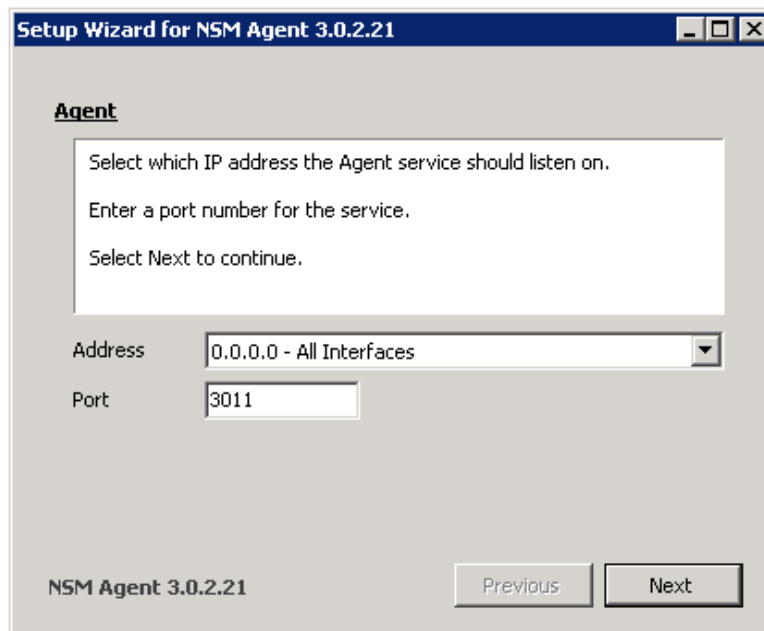 Setup Wizard for NSM Agent 3.0.2.21
Agent
Select which IP address the Agent service should listen on.
Enter a port number for the service.
Select Next to continue.
Address
0.0.0.0 - All Interfaces
Port
3011
NSM Agent 3.0.2.21
Previous
Next